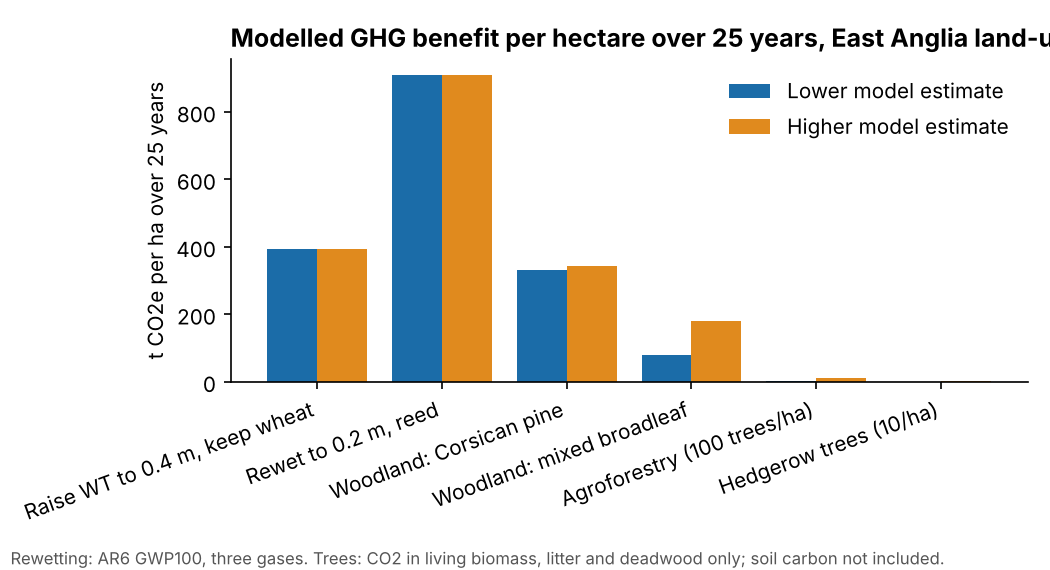 Modelled GHG benefit per hectare over 25 years, East Anglia land-u
Lower model estimate
Higher model estimate
t CO2e per ha over 25 years
800
600
400
200
0
Raise WT to 0.4 m, keep wheat
Rewet to 0.2 m, reed
Woodland: Corsican pine
Woodland: mixed broadleaf
Agroforestry (100 trees/ha)
Hedgerow trees (10/ha)
Rewetting: AR6 GWP100, three gases. Trees: CO2 in living biomass, litter and deadwood only; soil carbon not included.